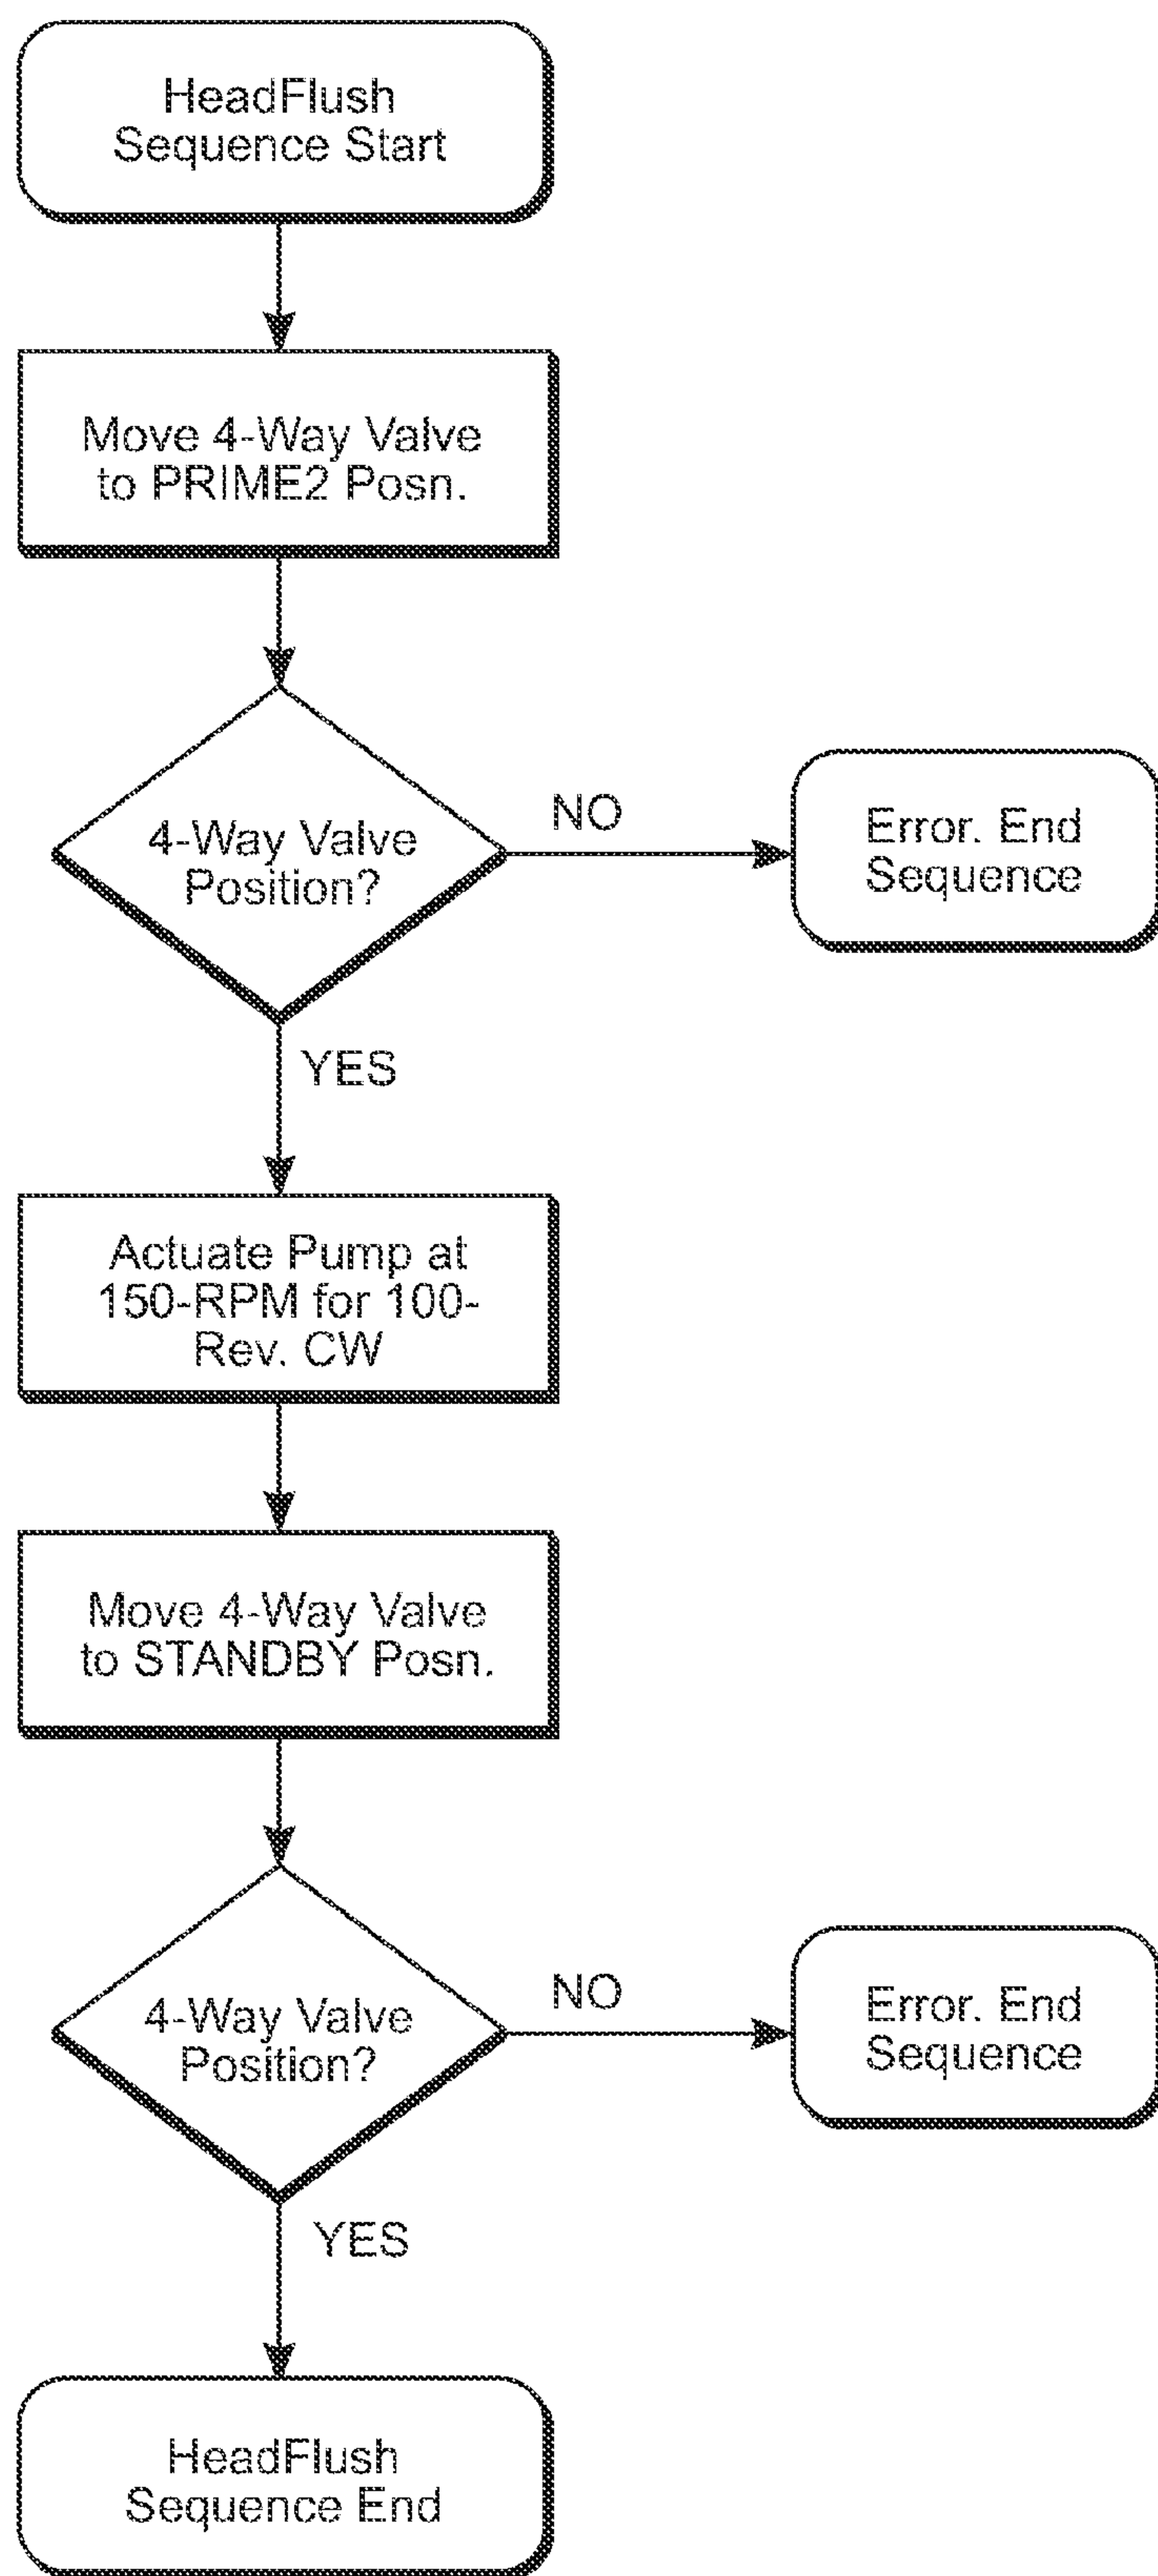 HeadFlush
Sequence Start
Move 4-Way Valve
to PRIME2 Posn.
4-Way Valve
Position?
NO
Error. End
Sequence
YES
Actuate Pump at
150-RPM for 100-
Rev. CW
Move 4-Way Valve
to STANDBY Posn.
4-Way Valve
Position?
NO
Error. End
Sequence
YES
HeadFlush
Sequence End